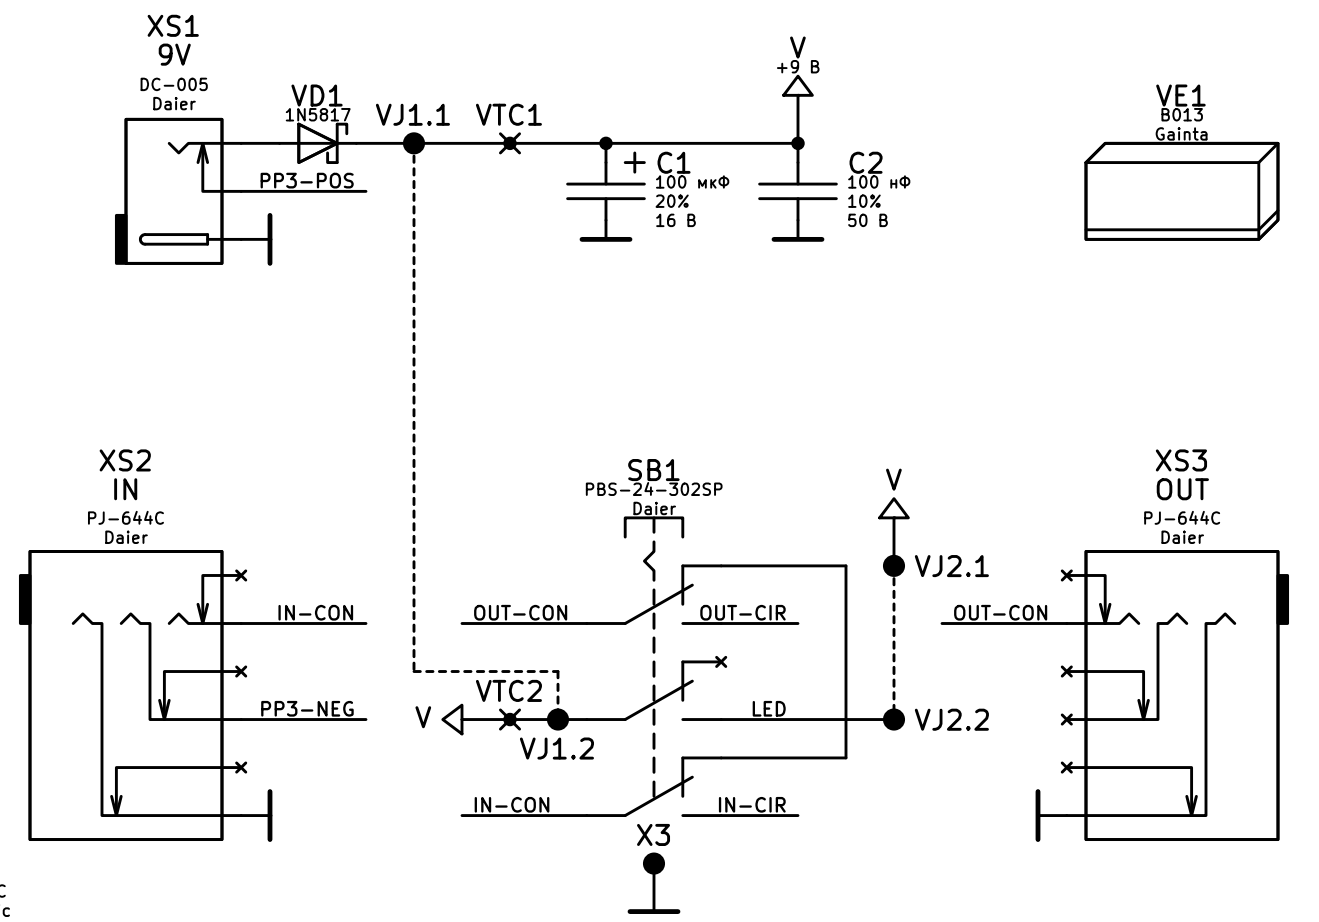 XS1
9V
DC-005
Daier
VD1
1N5817
VJ1.1
VTC1
V
+9 В
VE1
B013
Gainta
PP3-POS
+ C1
100 мкФ
20%
16 В
C2
100 нФ
10%
50 В
XS2
IN
PJ-644C
Daier
SB1
PBS-24-302SP
Daier
V
XS3
OUT
PJ-644C
Daier
VJ2.1
IN-CON
OUT-CON
OUT-CIR
OUT-CON
VTC2
PP3-NEG
V
LED
VJ2.2
VJ1.2
IN-CON
IN-CIR
X3
C
с